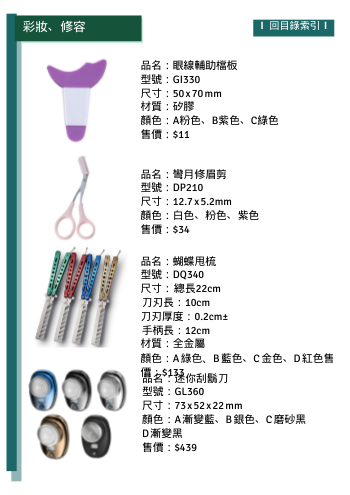 彩妝、修容
I 回目錄索引 I
品名：眼線輔助檔板
型號：GI330
尺寸：50x70mm
材質：矽膠
顏色：A粉色、B紫色、C綠色
售價：$11
品名：彎月修眉剪
型號：DP210
尺寸：12.7x5.2mm
顏色：白色、粉色、紫色
售價：$34
品名：蝴蝶甩梳
型號：DQ340
尺寸：總長22cm
刀刃長：10cm
刀刃厚度：0.2cm±
手柄長：12cm
材質：全金屬
顏色：A綠色、B藍色、C金色、D紅色售
價：$133
品名：迷你刮鬍刀
型號：GL360
尺寸：73x52x22mm
顏色：A漸變藍、B銀色、C磨砂黑
D漸變黑
售價：$439